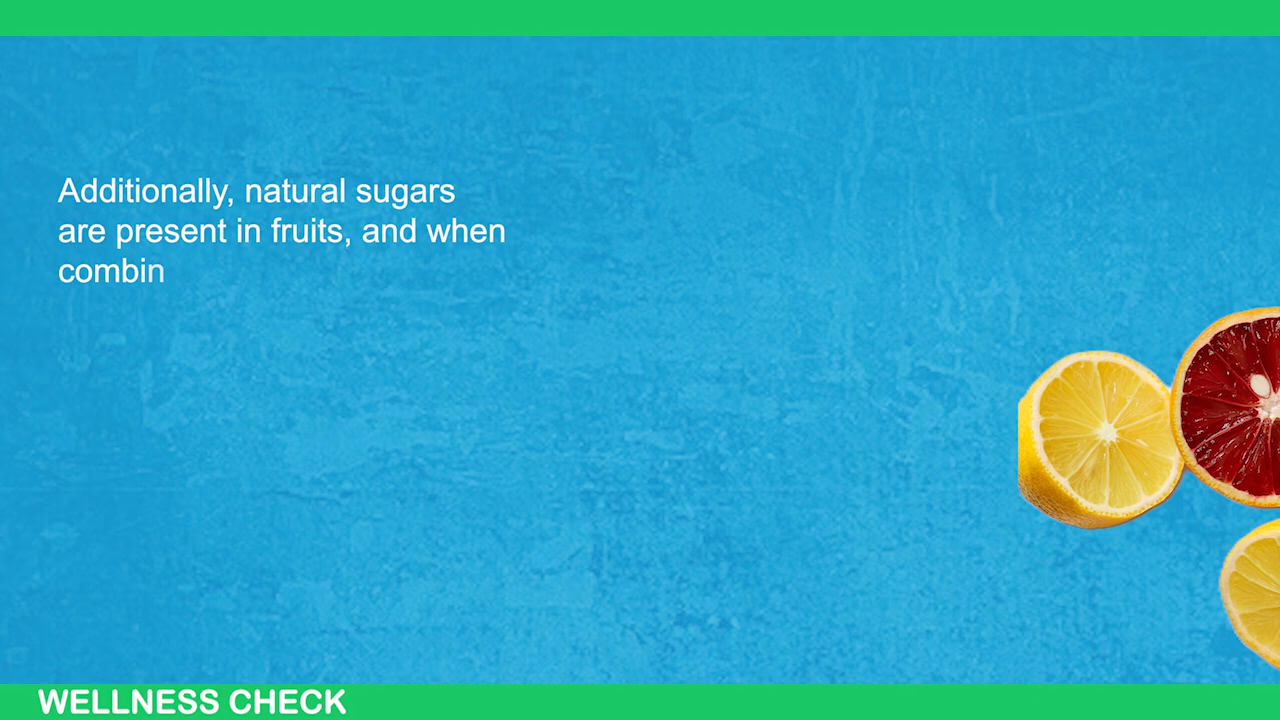 Additionally, natural sugars
are present in fruits, and when
combin
WELLNESS CHECK